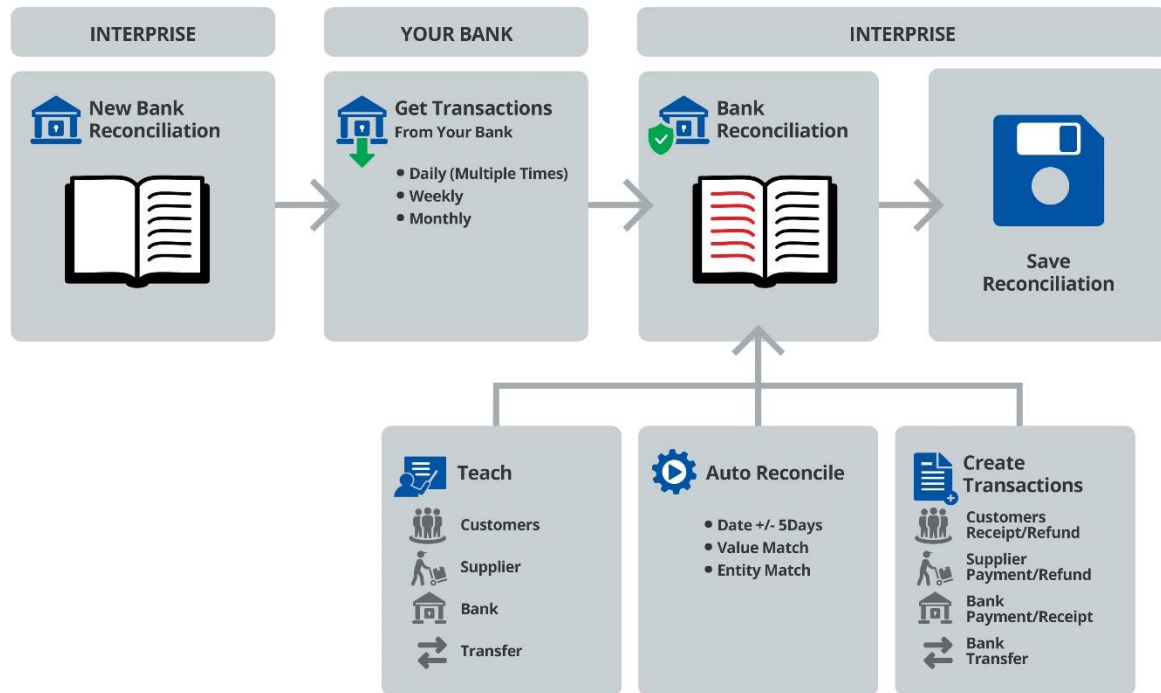 INTERPRISE
YOUR BANK
INTERPRISE
New Bank
Reconciliation
Get Transactions
From Your Bank
• Daily (Multiple Times)
• Weekly
• Monthly
Bank
Reconciliation
Save
Reconciliation
Teach
Customers
Supplier
Bank
Transfer
Auto Reconcile
• Date +/- 5Days
• Value Match
• Entity Match
Create
Transactions
Customers
Receipt/Refund
Supplier
Payment/Refund
Bank
Payment/Receipt
Bank
Transfer